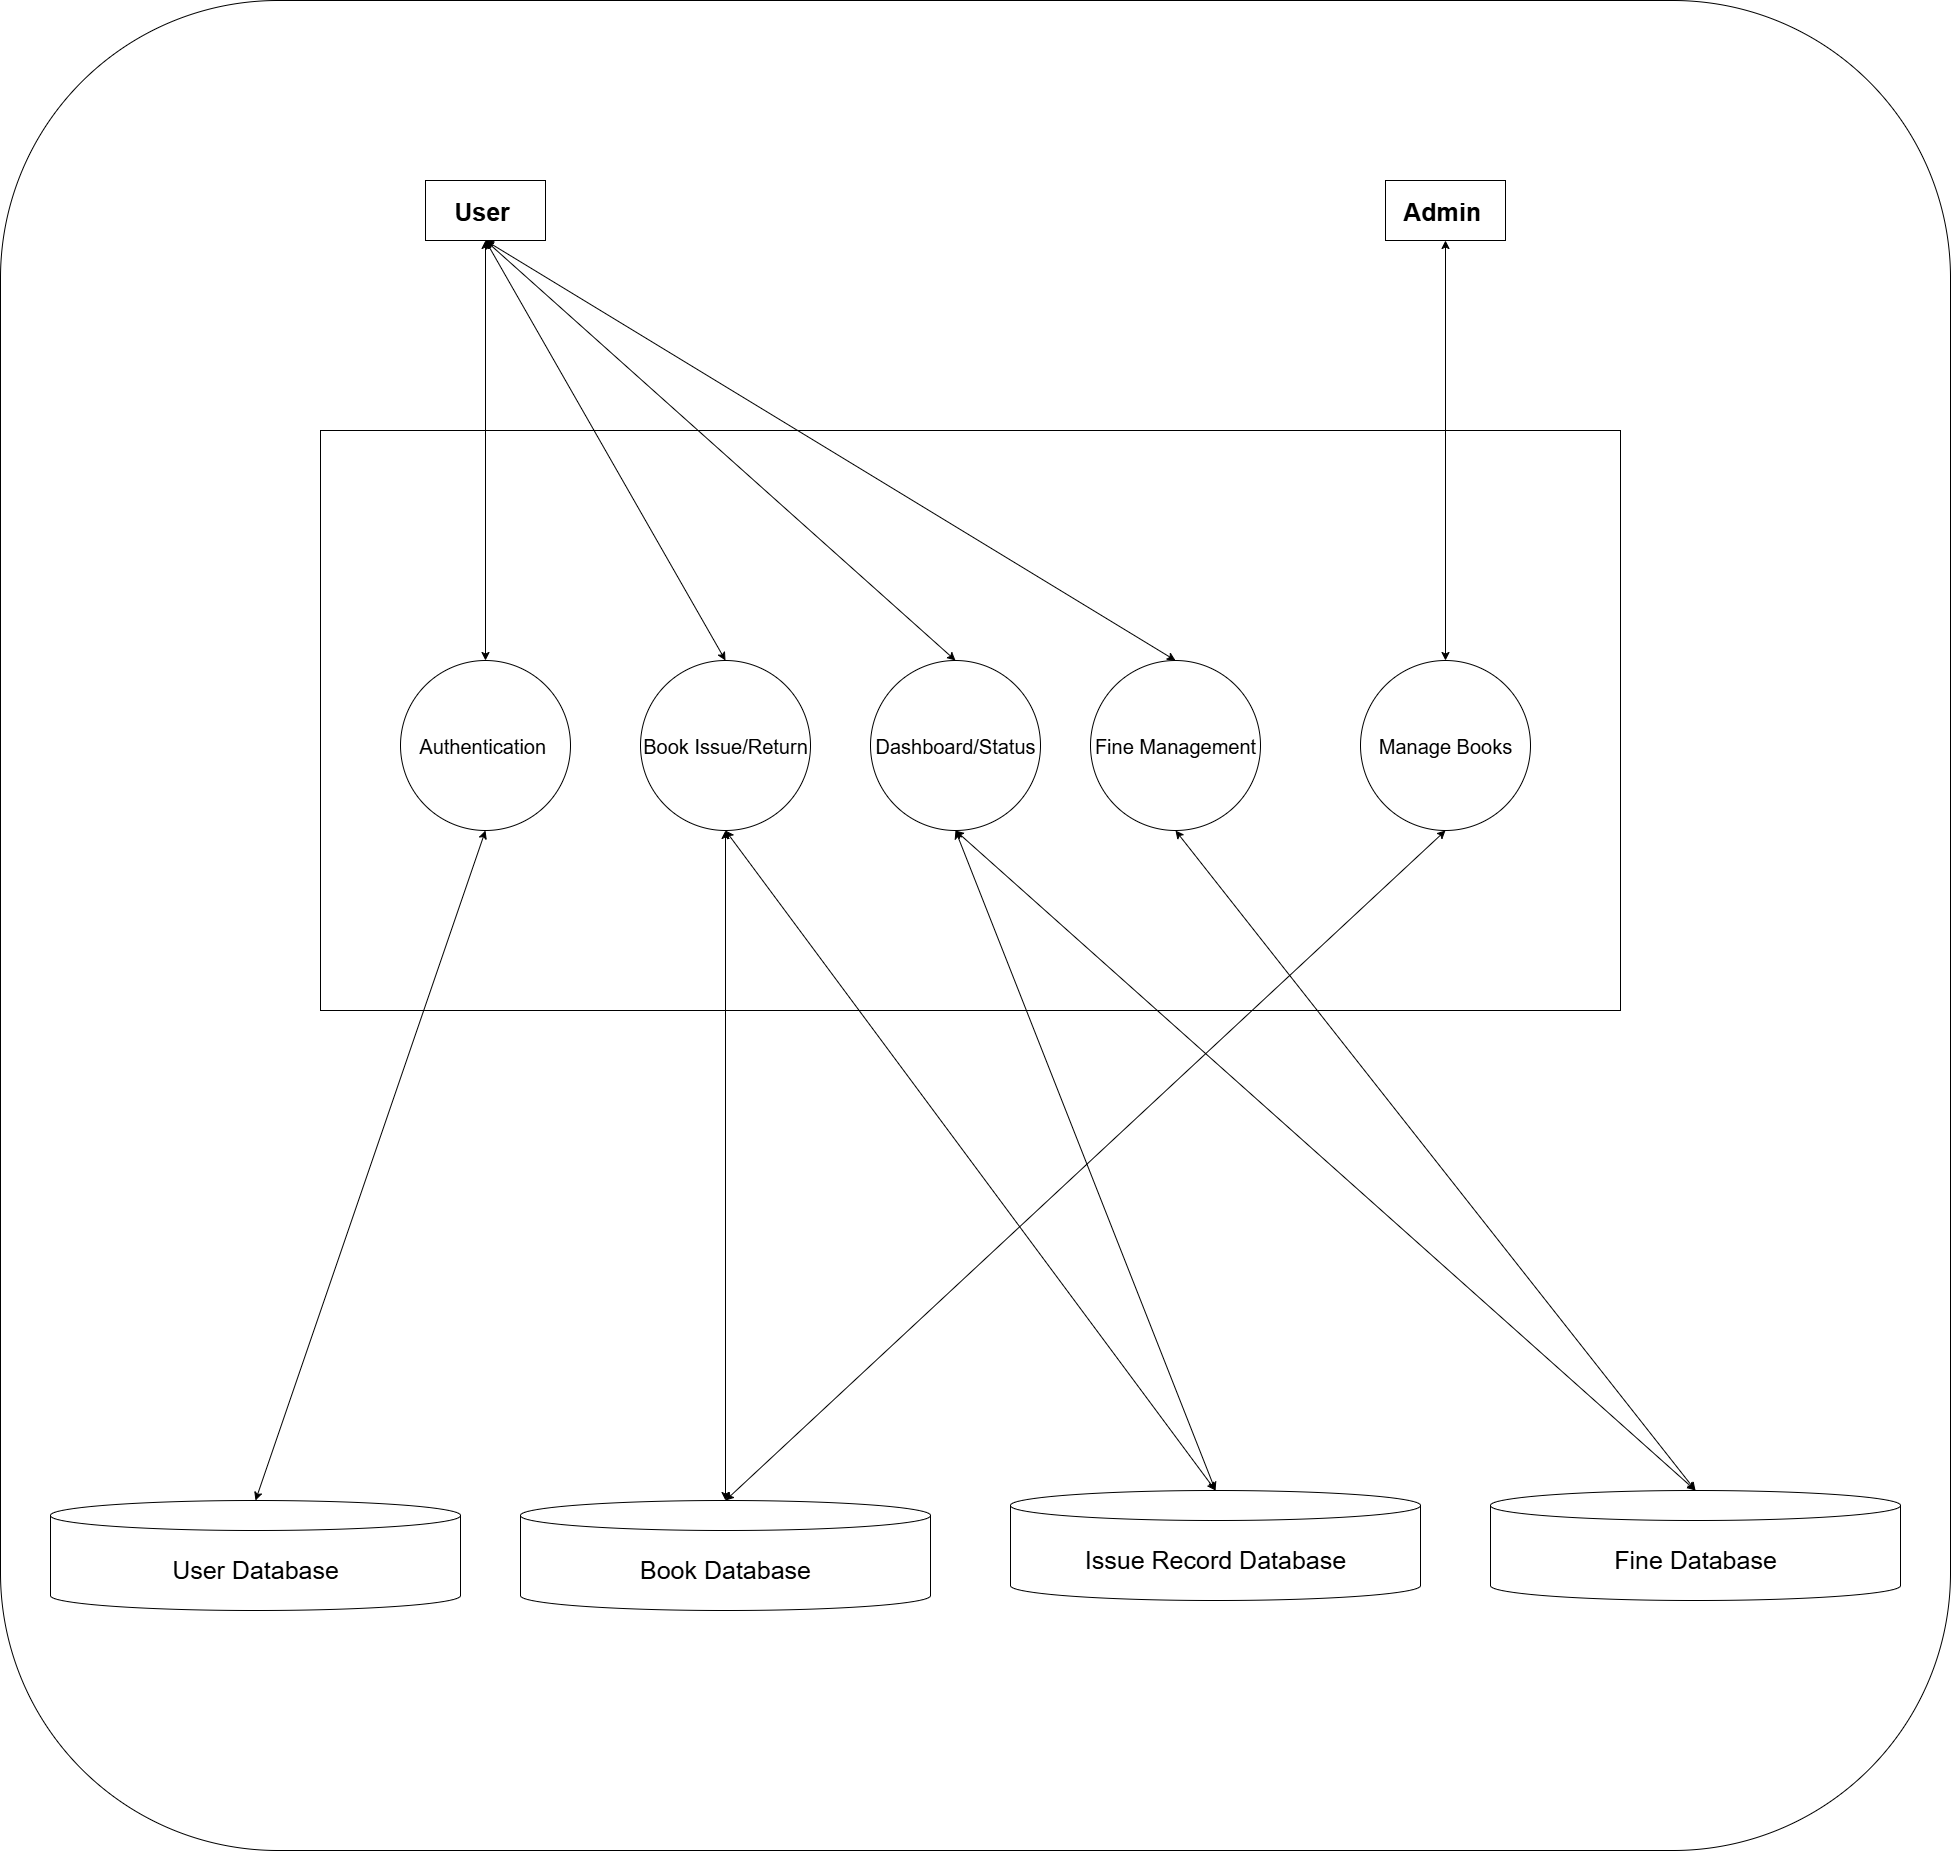 User
Admin
Authentication
Book Issue/Return
Dashboard/Status
Fine Management
Manage Books
User Database
Book Database
Issue Record Database
Fine Database